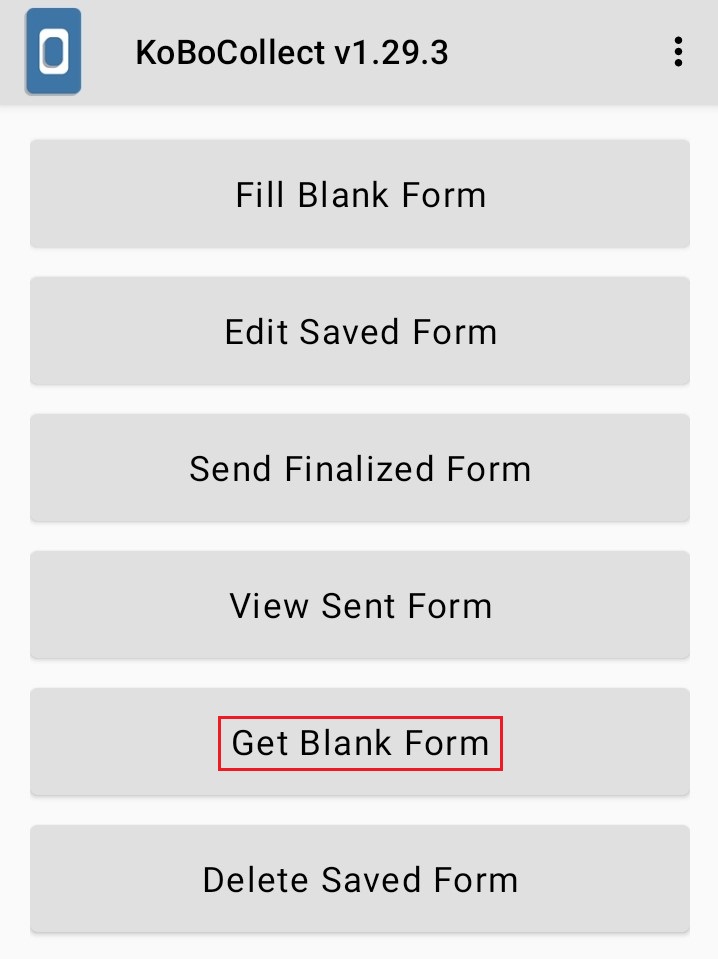 KoBoCollect v1.29.3
Fill Blank Form
Edit Saved Form
Send Finalized Form
View Sent Form
Get Blank Form
Delete Saved Form